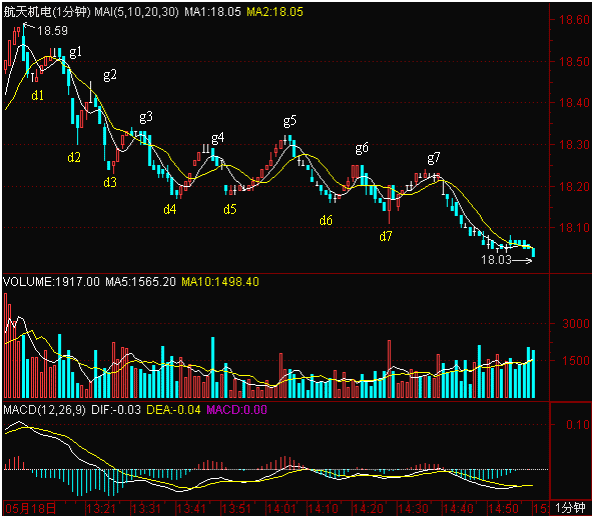 航天机电(1分钟) MAI(5,10,20,30) MA1:18.05 MA2:18.05
18.60
18.59
g1
18.50
g2
d1
18.40
g3
g5
g4
d2
18.30
g6
g7
d3
18.20
d4
d5
d6
d7
18.10
18.03
VOLUME:1917.00 MA5:1565.20 MA10:1498.40
3000
1500
MACD(12,26,9) DIF:-0.03 DEA:-0.04 MACD:0.00
0.10
05月18日 13:21 13:31 13:41 13:51 14:10 14:20 14:30 14:40 14:50 15: 1分钟